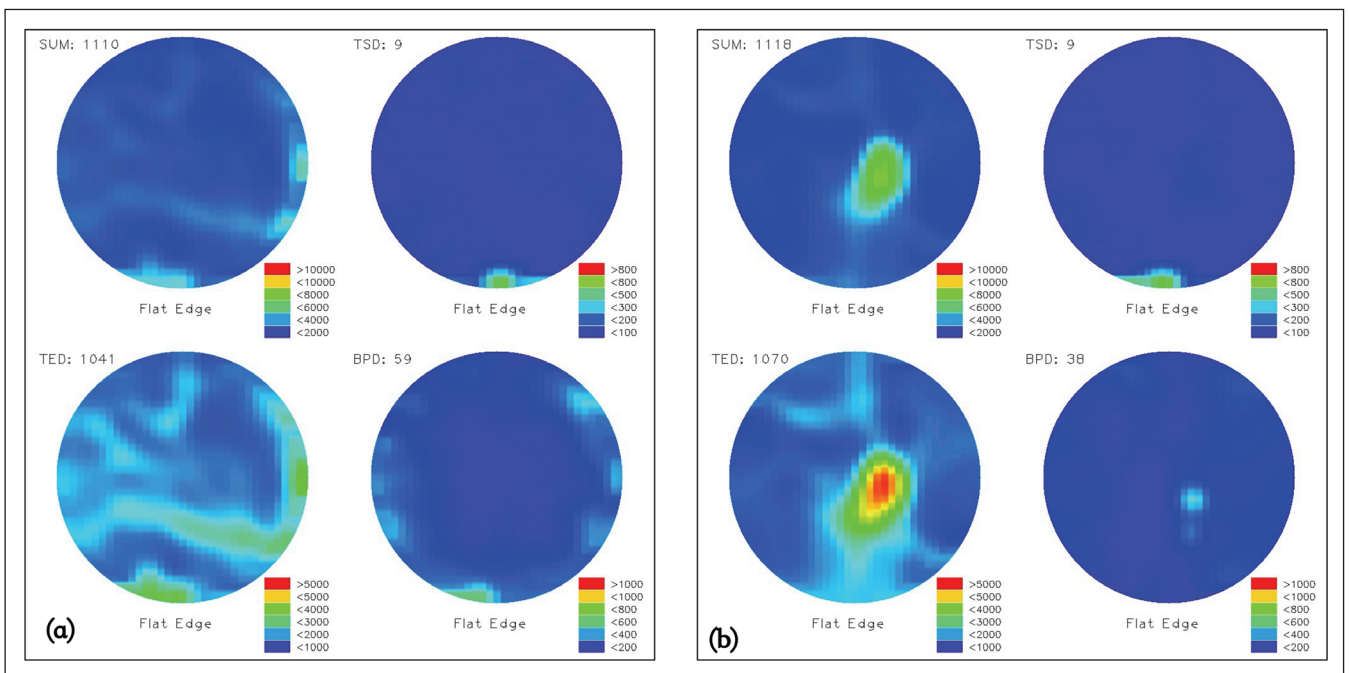 SUM: 1110
>10000
<10000
<8000
<6000
<4000
<2000
Flat Edge
TSD: 9
>800
<800
<500
<300
<200
<100
Flat Edge
TED: 1041
>5000
<5000
<4000
<3000
<2000
<1000
Flat Edge
BPD: 59
>1000
<1000
<800
<600
<400
<200
Flat Edge
(a)
SUM: 1118
>10000
<10000
<8000
<6000
<4000
<2000
Flat Edge
TSD: 9
>800
<800
<500
<300
<200
<100
Flat Edge
TED: 1070
>5000
<5000
<4000
<3000
<2000
<1000
Flat Edge
BPD: 38
>1000
<1000
<800
<600
<400
<200
Flat Edge
(b)